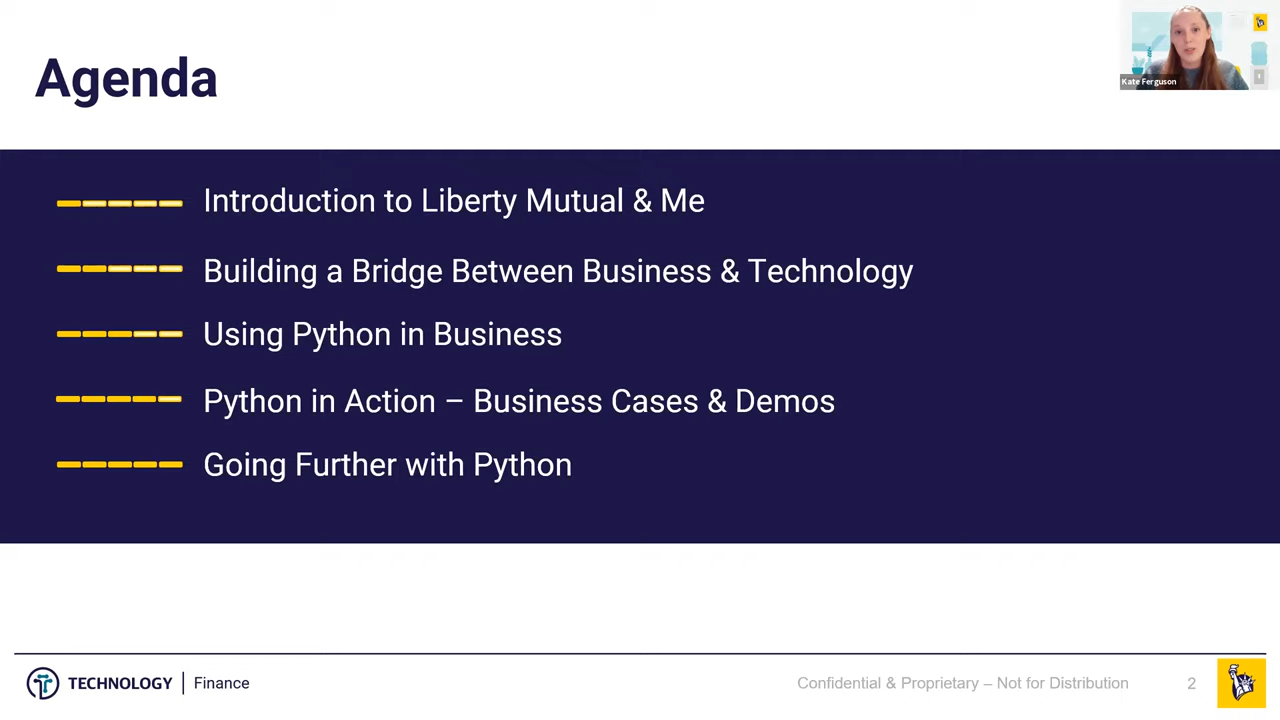 Agenda
Kate Ferguson
Introduction to Liberty Mutual & Me
Building a Bridge Between Business & Technology
Using Python in Business
Python in Action – Business Cases & Demos
Going Further with Python
TECHNOLOGY | Finance
Confidential & Proprietary – Not for Distribution
2